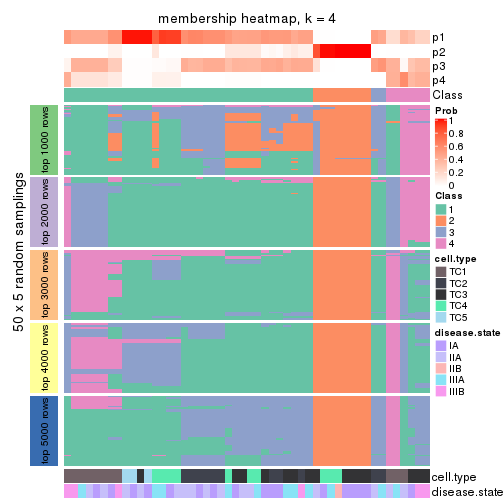 membership heatmap, k = 4
p1
p2
p3
p4
Class
50 x 5 random samplings
top 1000 rows
top 2000 rows
top 3000 rows
top 4000 rows
top 5000 rows
cell.type
disease.state
Prob
1
0.8
0.6
0.4
0.2
0
Class
1
2
3
4
cell.type
TC1
TC2
TC3
TC4
TC5
disease.state
IA
IIA
IIB
IIIA
IIIB